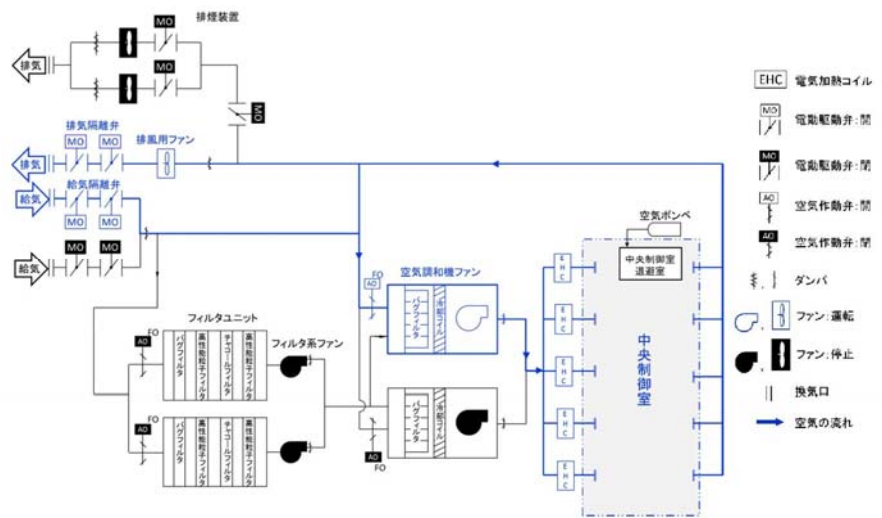 排煙装置
MO
MO
排気
MO
排気隔離弁
排風用ファン
MO
MO
排気
給気
給気隔離弁
MO
MO
MO
MO
給気
空気ボンベ
中央制御室
退避室
FO
AO
空気調和機ファン
バグフィルタ
冷却コイル
フィルタユニット
フィルタ系ファン
FO
AO
バグフィルタ
高性能粒子フィルタ
チャコールフィルタ
高性能粒子フィルタ
FO
AO
バグフィルタ
高性能粒子フィルタ
チャコールフィルタ
高性能粒子フィルタ
バグフィルタ
冷却コイル
AO
FO
EHC
EHC
EHC
EHC
EHC
中央制御室
EHC 電気加熱コイル
MO 電動駆動弁:開
MO 電動駆動弁:閉
AO 空気作動弁:開
AO 空気作動弁:閉
ダンパ
ファン:運転
ファン:停止
換気口
空気の流れ